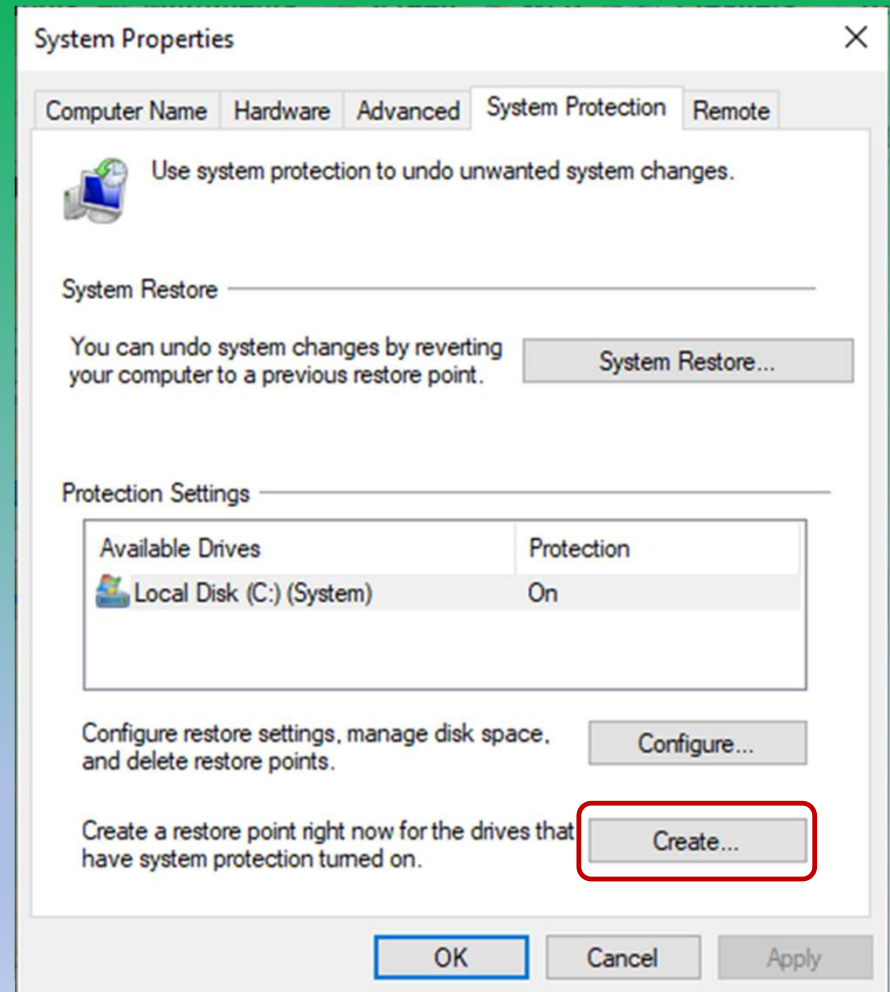 System Properties
Computer Name
Hardware
Advanced
System Protection
Remote
Use system protection to undo unwanted system changes.
System Restore
You can undo system changes by reverting
your computer to a previous restore point.
System Restore...
Protection Settings
Available Drives
Protection
Local Disk (C:) (System)
On
Configure restore settings, manage disk space,
and delete restore points.
Configure...
Create a restore point right now for the drives that
have system protection turned on.
Create...
OK
Cancel
Apply